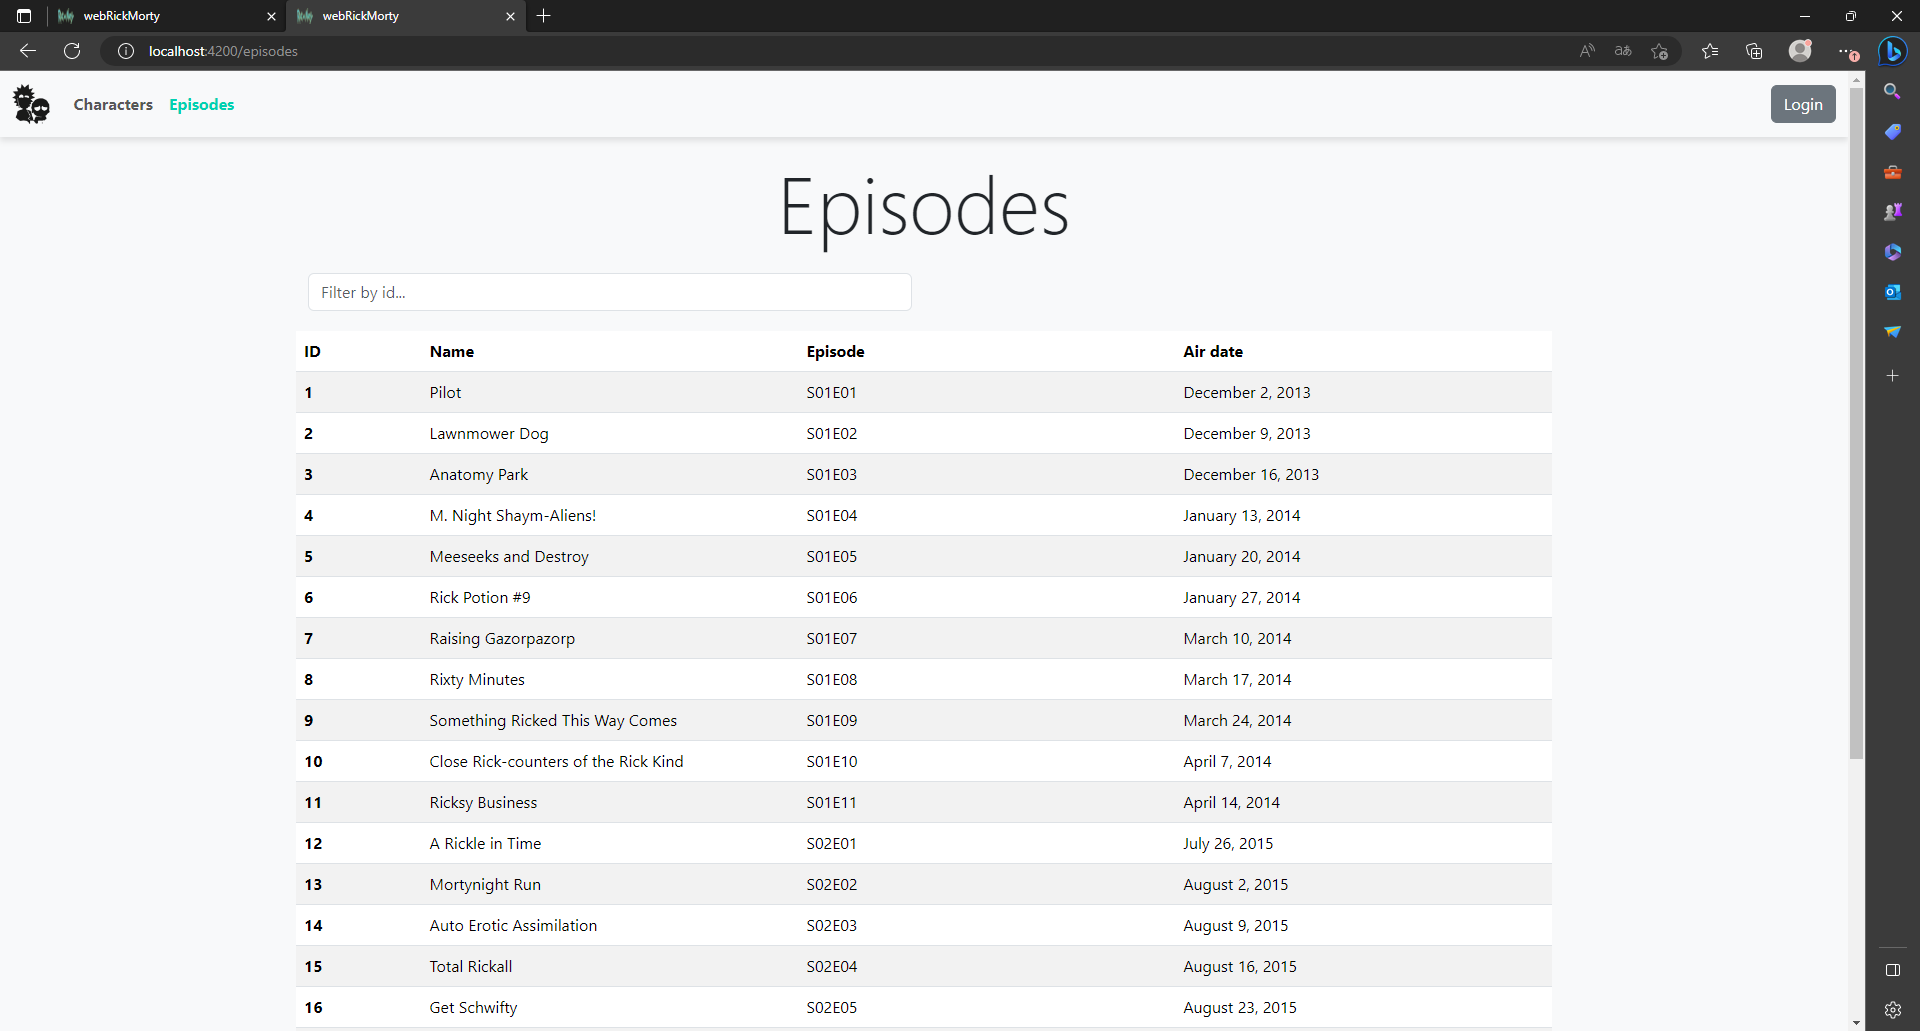 webRickMorty
webRickMorty
localhost:4200/episodes
Characters Episodes Login
Episodes
Filter by id...
ID Name Episode Air date
1 Pilot S01E01 December 2, 2013
2 Lawnmower Dog S01E02 December 9, 2013
3 Anatomy Park S01E03 December 16, 2013
4 M. Night Shaym-Aliens! S01E04 January 13, 2014
5 Meeseeks and Destroy S01E05 January 20, 2014
6 Rick Potion #9 S01E06 January 27, 2014
7 Raising Gazorpazorp S01E07 March 10, 2014
8 Rixty Minutes S01E08 March 17, 2014
9 Something Ricked This Way Comes S01E09 March 24, 2014
10 Close Rick-counters of the Rick Kind S01E10 April 7, 2014
11 Ricksy Business S01E11 April 14, 2014
12 A Rickle in Time S02E01 July 26, 2015
13 Mortynight Run S02E02 August 2, 2015
14 Auto Erotic Assimilation S02E03 August 9, 2015
15 Total Rickall S02E04 August 16, 2015
16 Get Schwifty S02E05 August 23, 2015